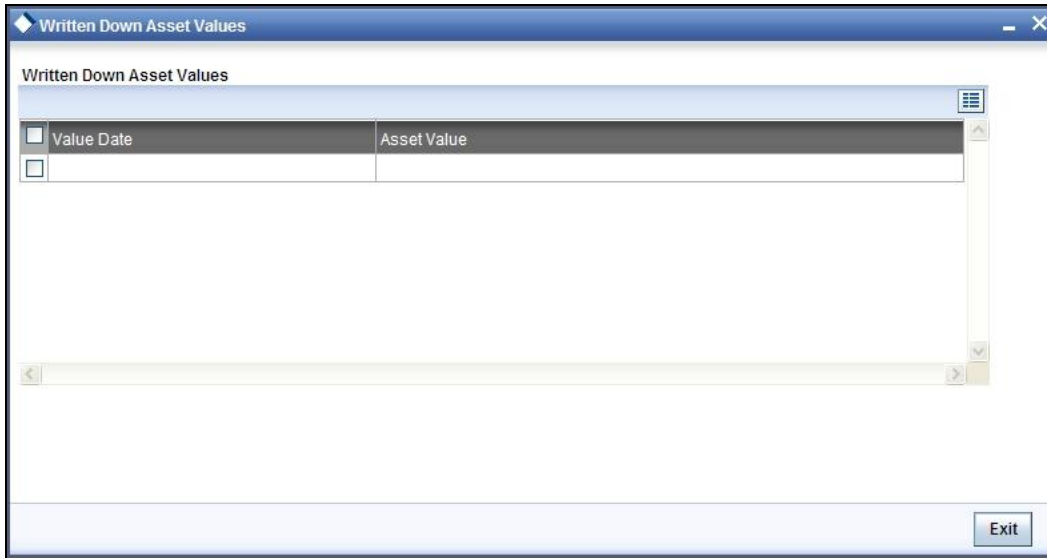 Written Down Asset Values
Written Down Asset Values
Value Date Asset Value
Exit